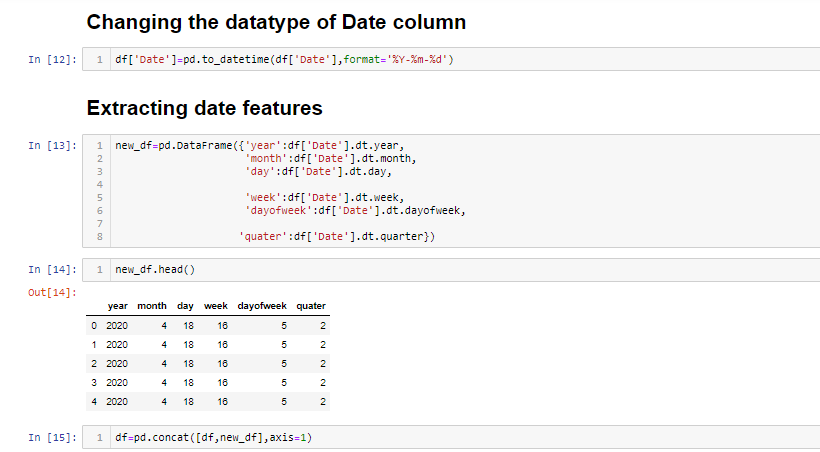 Changing the datatype of Date column
In [12]: 1 df['Date']=pd.to_datetime(df['Date'],format='%Y-%m-%d')
Extracting date features
In [13]: 1 new_df=pd.DataFrame({'year':df['Date'].dt.year,
2 'month':df['Date'].dt.month,
3 'day':df['Date'].dt.day,
4
5 'week':df['Date'].dt.week,
6 'dayofweek':df['Date'].dt.dayofweek,
7
8 'quater':df['Date'].dt.quarter})
In [14]: 1 new_df.head()
Out[14]:
year month day week dayofweek quater
0 2020 4 18 16 5 2
1 2020 4 18 16 5 2
2 2020 4 18 16 5 2
3 2020 4 18 16 5 2
4 2020 4 18 16 5 2
In [15]: 1 df=pd.concat([df,new_df],axis=1)